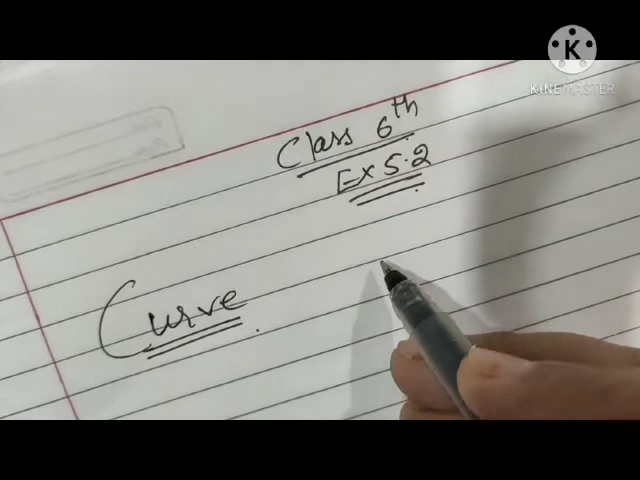 K
KINEMASTER
Class 6th
Ex 5.2
Curve